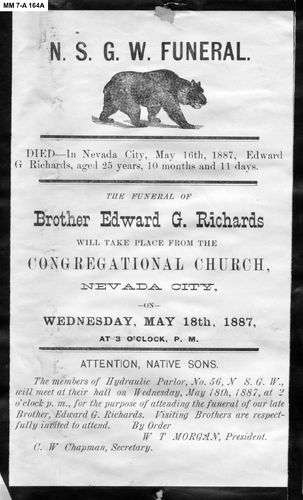 MM 7-A 164A
N. S. G. W. FUNERAL.
DIED—In Nevada City, May 16th, 1887, Edward
G Richards, aged 25 years, 10 months and 11 days.
THE FUNERAL OF
Brother Edward G. Richards
WILL TAKE PLACE FROM THE
CONGREGATIONAL CHURCH,
NEVADA CITY,
—ON—
WEDNESDAY, MAY 18th, 1887,
AT 3 O'CLOCK, P. M.
ATTENTION, NATIVE SONS.
The members of Hydraulic Parlor, No. 56, N S. G. W.,
will meet at their hall on Wednesday, May 18th, 1887, at 2
o'clock p. m., for the purpose of attending the funeral of our late
Brother, Edward G. Richards. Visiting Brothers are respect-
fully invited to attend. By Order
W T MORGAN, President.
C. W Chapman, Secretary.